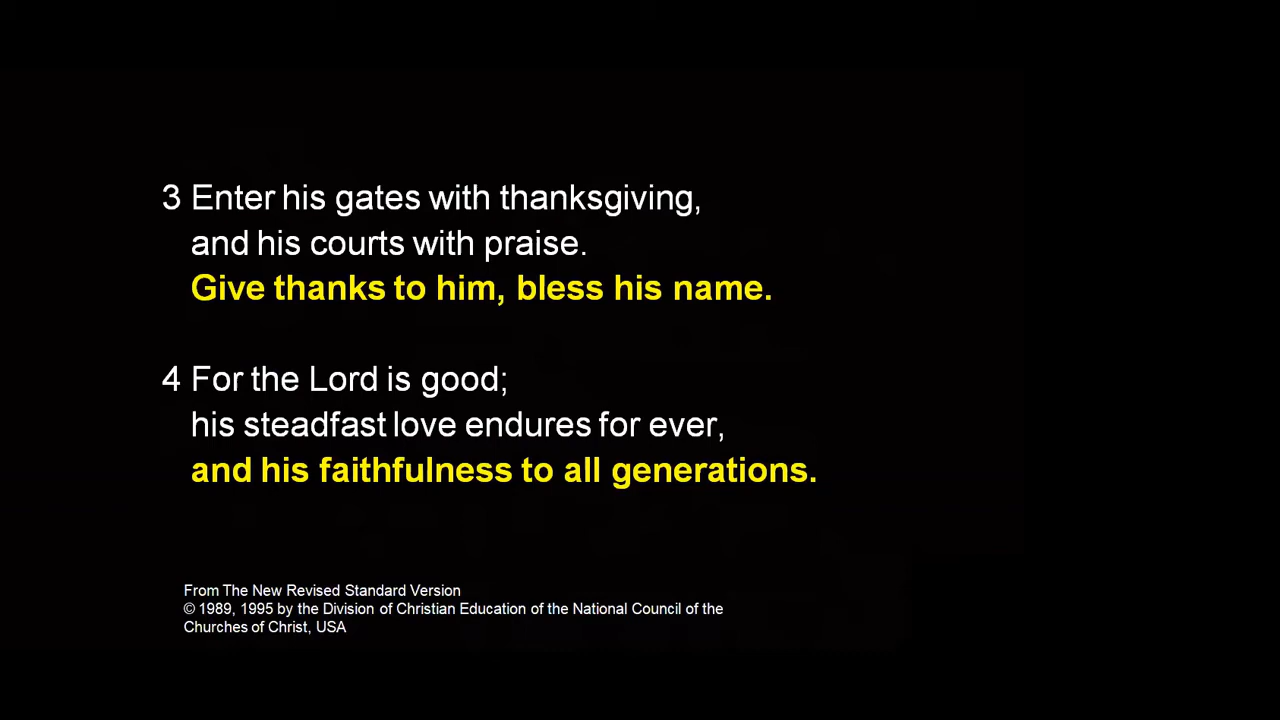 3 Enter his gates with thanksgiving,
and his courts with praise.
Give thanks to him, bless his name.
4 For the Lord is good;
his steadfast love endures for ever,
and his faithfulness to all generations.
From The New Revised Standard Version
© 1989, 1995 by the Division of Christian Education of the National Council of the
Churches of Christ, USA